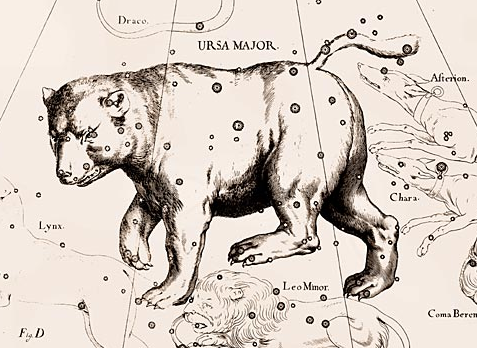 Draco.
URSA MAJOR.
Asterion.
Chara.
Lynx.
Leo Minor.
Coma Beren
Fig. D